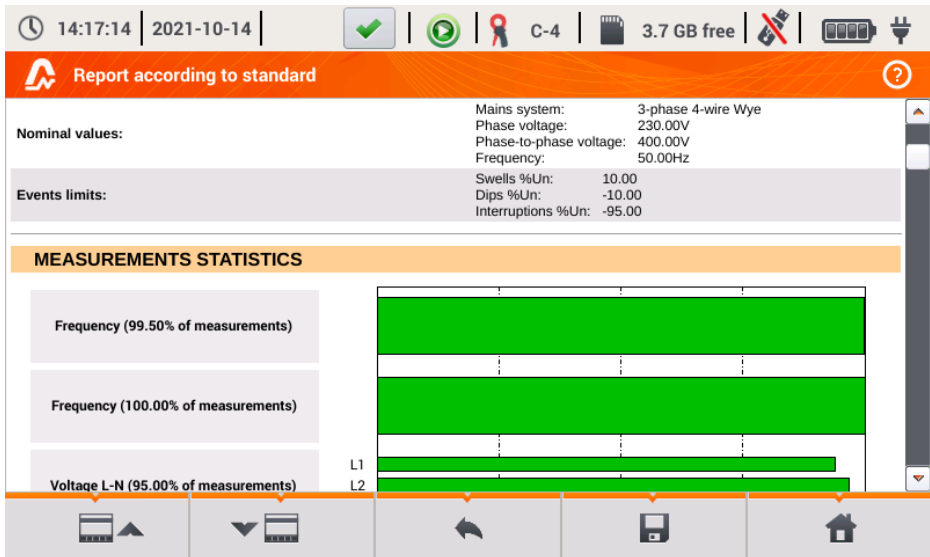 14:17:14 2021-10-14 C-4 3.7 GB free
Report according to standard ?
Nominal values:
Mains system: 3-phase 4-wire Wye
Phase voltage: 230.00V
Phase-to-phase voltage: 400.00V
Frequency: 50.00Hz
Events limits:
Swells %Un: 10.00
Dips %Un: -10.00
Interruptions %Un: -95.00
MEASUREMENTS STATISTICS
Frequency (99.50% of measurements)
Frequency (100.00% of measurements)
Voltage L-N (95.00% of measurements)
L1
L2